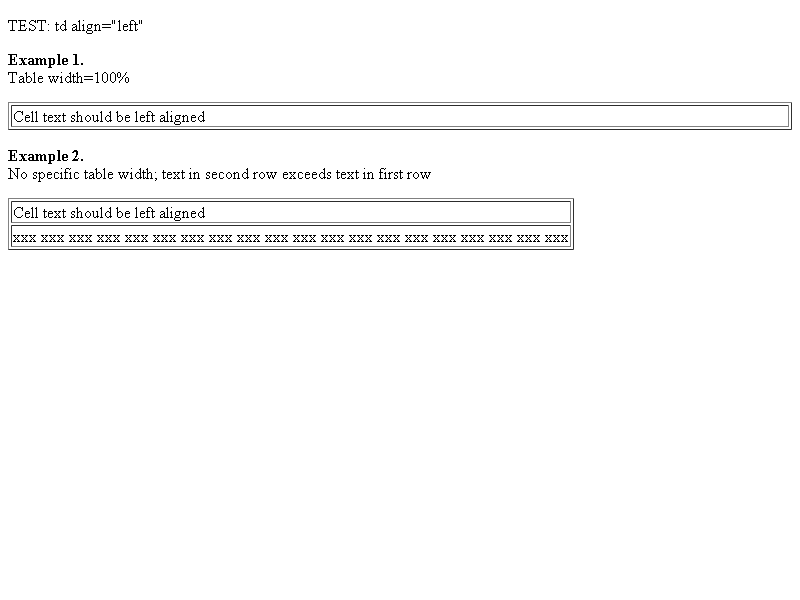 TEST: td align="left"
Example 1.
Table width=100%
Cell text should be left aligned
Example 2.
No specific table width; text in second row exceeds text in first row
Cell text should be left aligned
xxx xxx xxx xxx xxx xxx xxx xxx xxx xxx xxx xxx xxx xxx xxx xxx xxx xxx xxx xxx